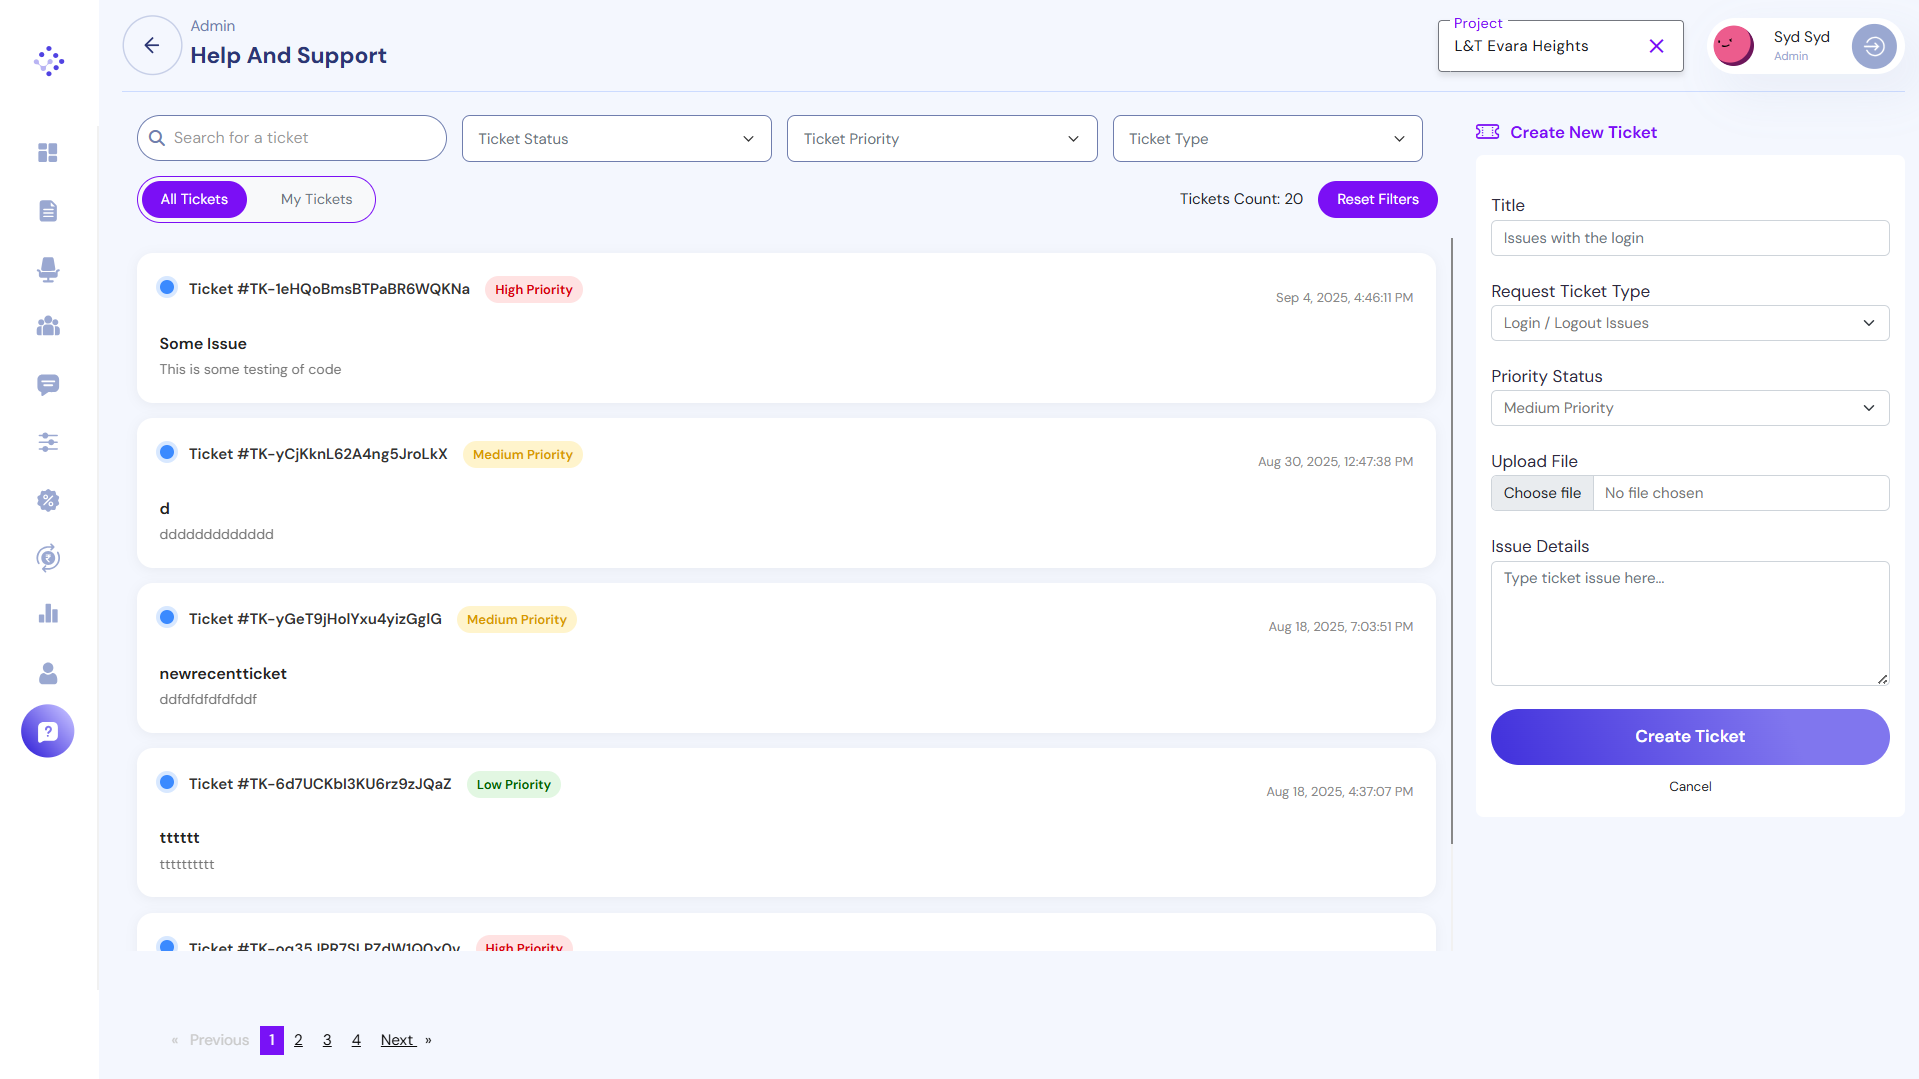 Admin
Help And Support
Project
L&T Evara Heights
Syd Syd
Admin
Search for a ticket
Ticket Status
Ticket Priority
Ticket Type
All Tickets
My Tickets
Tickets Count: 20
Reset Filters
Ticket #TK-1eHQoBmsBTPaBR6WQKNa
High Priority
Sep 4, 2025, 4:46:11 PM
Some Issue
This is some testing of code
Ticket #TK-yCjKknL62A4ng5JroLkX
Medium Priority
Aug 30, 2025, 12:47:38 PM
d
ddddddddddddd
Ticket #TK-yGeT9jHolYxu4yizGglG
Medium Priority
Aug 18, 2025, 7:03:51 PM
newrecentticket
ddfdfdfdfdfddf
Ticket #TK-6d7UCKbI3KU6rz9zJQaZ
Low Priority
Aug 18, 2025, 4:37:07 PM
tttttt
tttttttttt
Ticket
High Priority
« Previous 1 2 3 4 Next »
Create New Ticket
Title
Issues with the login
Request Ticket Type
Login / Logout Issues
Priority Status
Medium Priority
Upload File
Choose file
No file chosen
Issue Details
Type ticket issue here...
Create Ticket
Cancel